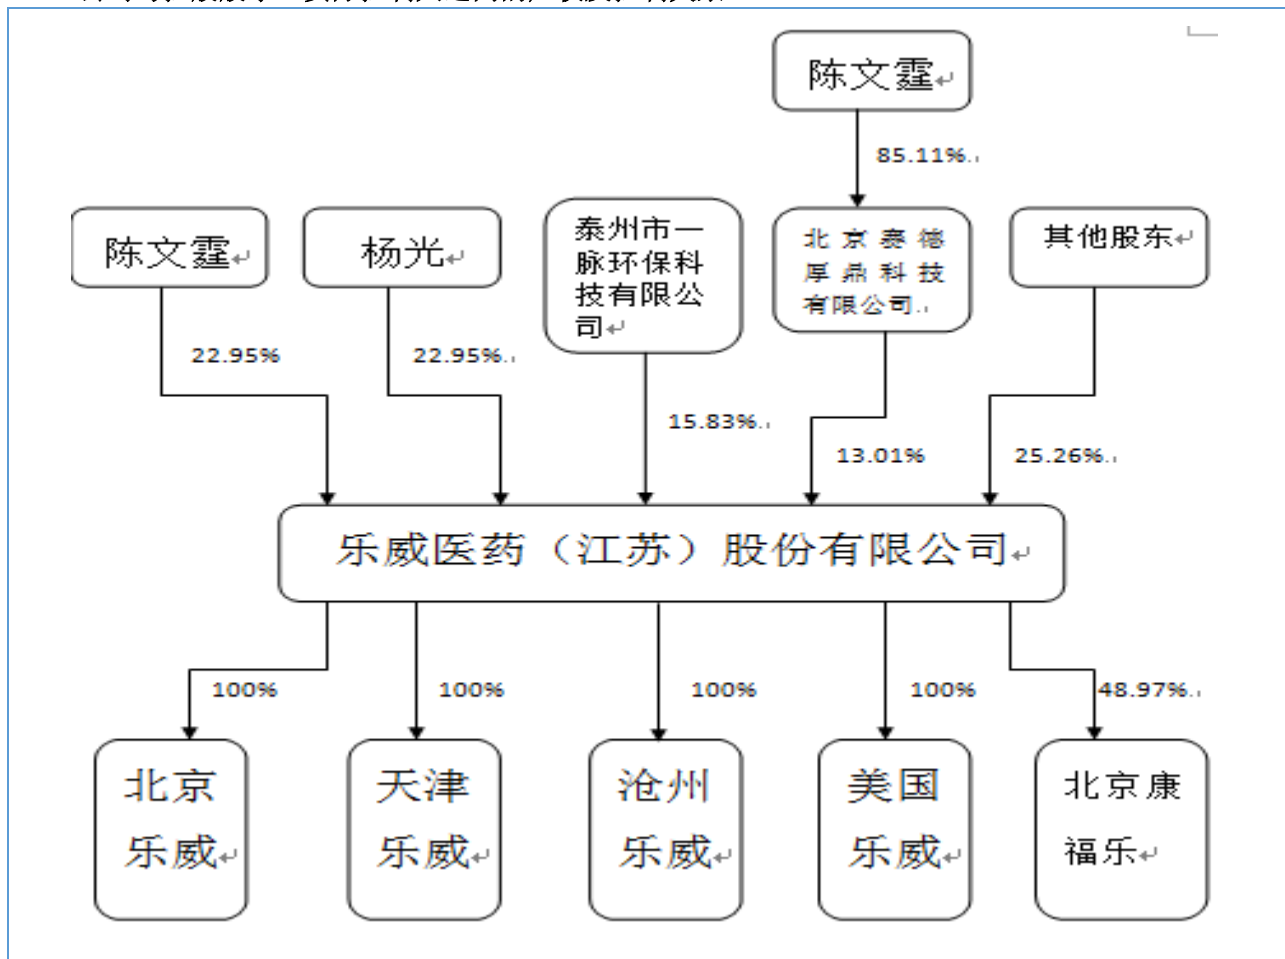 陈文霆
85.11%
陈文霆
杨光
泰州市一
脉环保科
技有限公
司
北京赛德
厚鼎科技
有限公司
其他股东
22.95%
22.95%
15.83%
13.01%
25.26%
乐威医药（江苏）股份有限公司
100%
100%
100%
100%
48.97%
北京
乐威
天津
乐威
沧州
乐威
美国
乐威
北京康
福乐